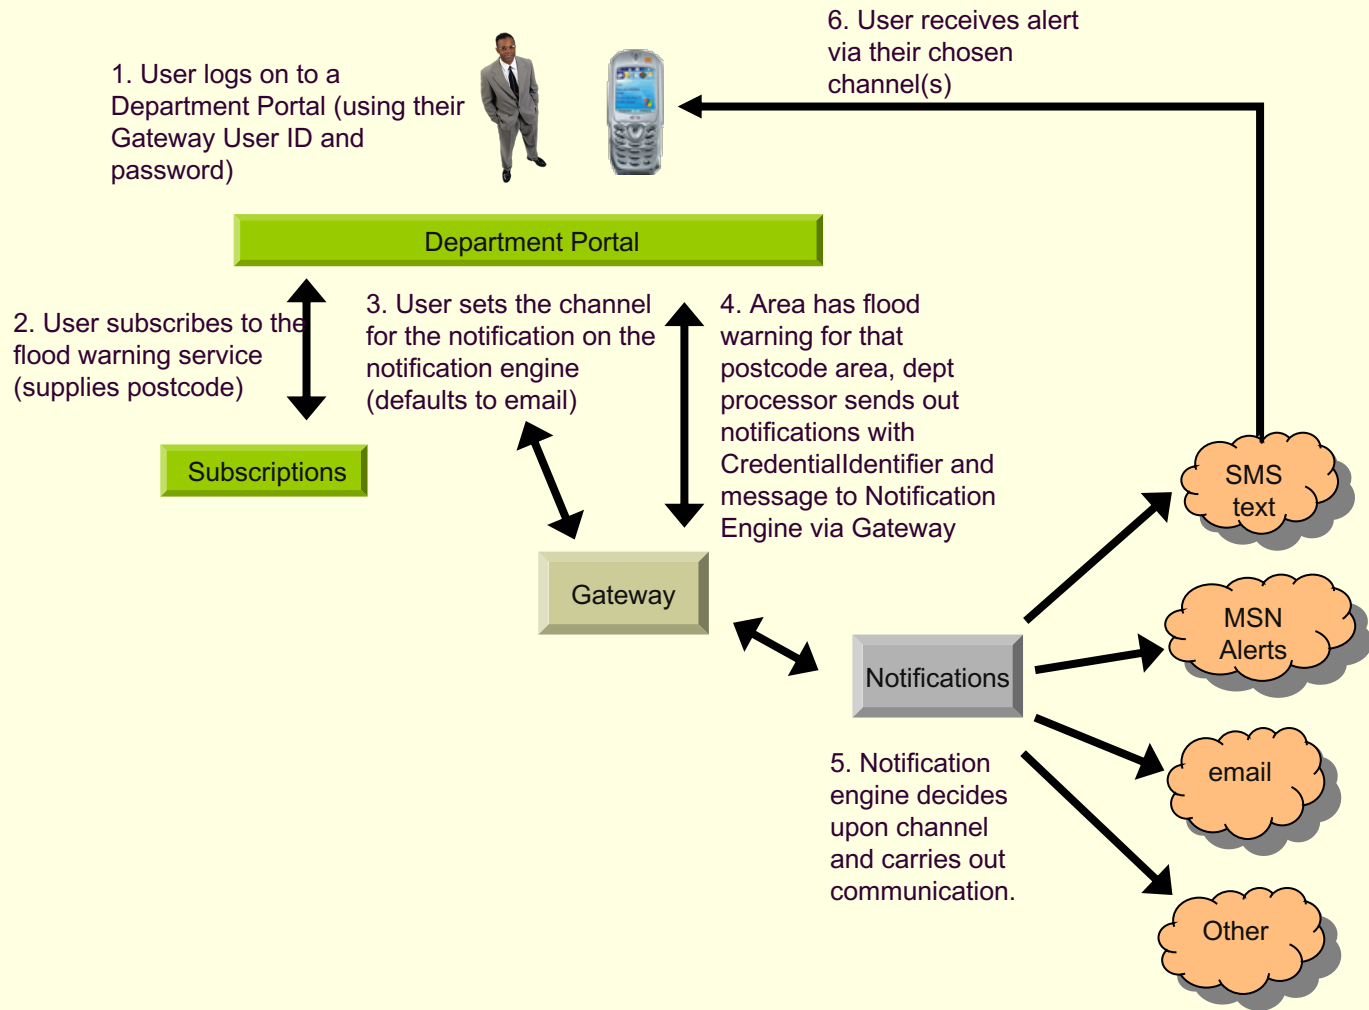 6. User receives alert
via their chosen
channel(s)
1. User logs on to a
Department Portal (using their
Gateway User ID and
password)
Department Portal
2. User subscribes to the
flood warning service
(supplies postcode)
3. User sets the channel
for the notification on the
notification engine
(defaults to email)
4. Area has flood
warning for that
postcode area, dept
processor sends out
notifications with
CredentialIdentifier and
message to Notification
Engine via Gateway
Subscriptions
Gateway
Notifications
5. Notification
engine decides
upon channel
and carries out
communication.
SMS
text
MSN
Alerts
email
Other